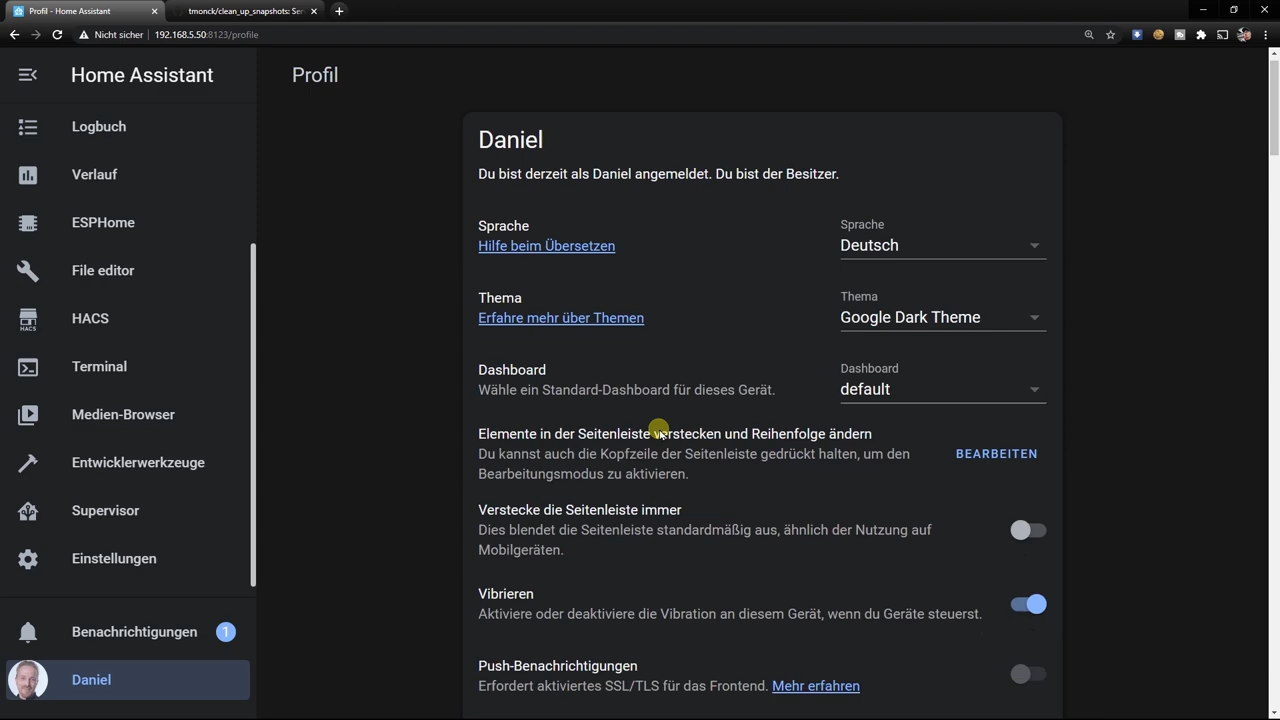 Profil - Home Assistant
tmonck/clean_up_snapshots: Sen
Nicht sicher
192.168.5.50:8123/profile
Home Assistant
Profil
Logbuch
Verlauf
ESPHome
File editor
HACS
HACS
Terminal
Medien-Browser
Entwicklerwerkzeuge
Supervisor
Einstellungen
Benachrichtigungen 1
Daniel
Daniel
Du bist derzeit als Daniel angemeldet. Du bist der Besitzer.
Sprache
Hilfe beim Übersetzen
Sprache
Deutsch
Thema
Erfahre mehr über Themen
Thema
Google Dark Theme
Dashboard
Wähle ein Standard-Dashboard für dieses Gerät.
Dashboard
default
Elemente in der Seitenleiste verstecken und Reihenfolge ändern
Du kannst auch die Kopfzeile der Seitenleiste gedrückt halten, um den
Bearbeitungsmodus zu aktivieren.
BEARBEITEN
Verstecke die Seitenleiste immer
Dies blendet die Seitenleiste standardmäßig aus, ähnlich der Nutzung auf
Mobilgeräten.
Vibrieren
Aktiviere oder deaktiviere die Vibration an diesem Gerät, wenn du Geräte steuerst.
Push-Benachrichtigungen
Erfordert aktiviertes SSL/TLS für das Frontend. Mehr erfahren